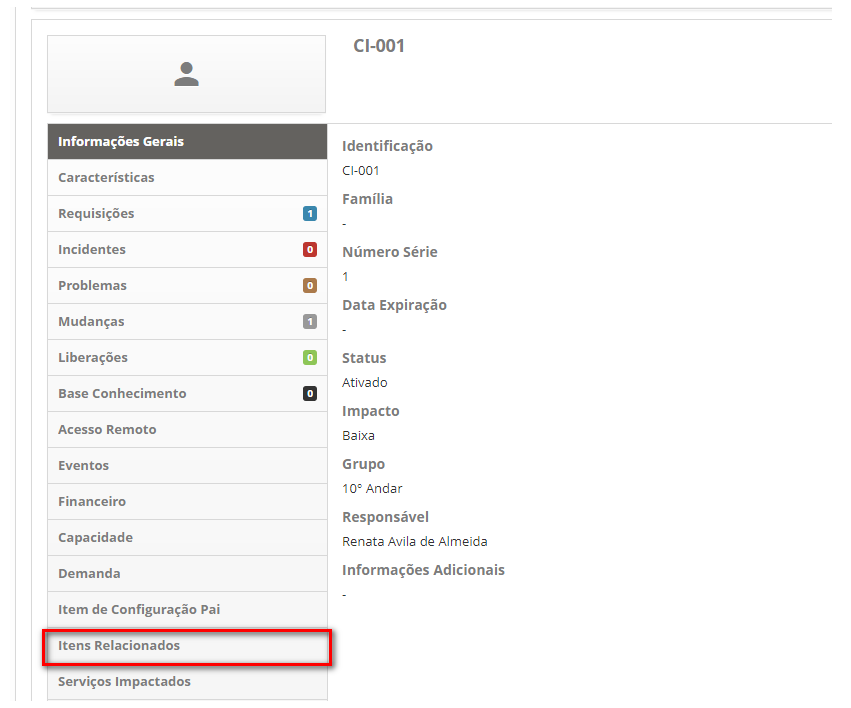 CI-001
Informações Gerais
Características
Requisições 1
Incidentes 0
Problemas 0
Mudanças 1
Liberações 0
Base Conhecimento 0
Acesso Remoto
Eventos
Financeiro
Capacidade
Demanda
Item de Configuração Pai
Itens Relacionados
Serviços Impactados
Identificação
CI-001
Família
-
Número Série
1
Data Expiração
-
Status
Ativado
Impacto
Baixa
Grupo
10° Andar
Responsável
Renata Avila de Almeida
Informações Adicionais
-